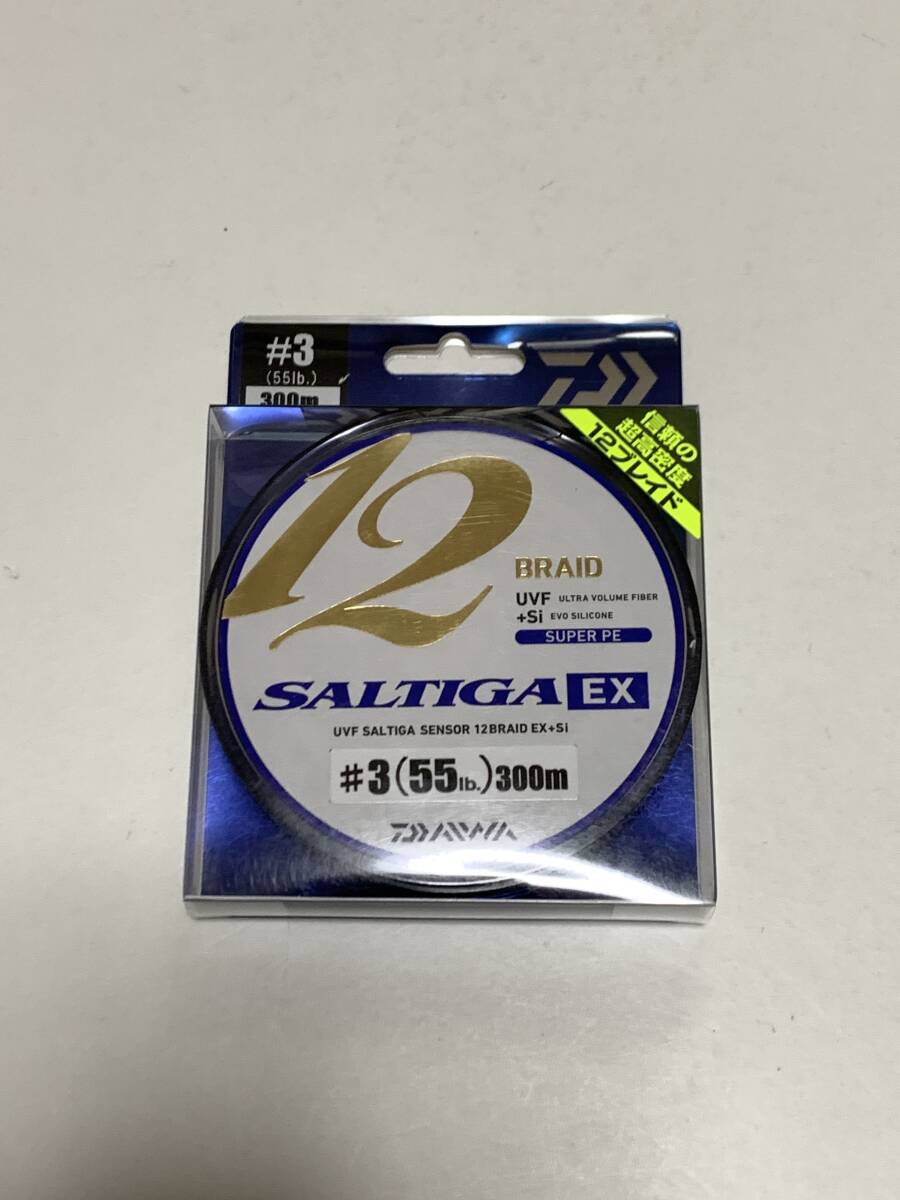 #3
(55lb.)
300m
信頼の
超高密度
12ブレイド
12
BRAID
UVF ULTRA VOLUME FIBER
+Si EVO SILICONE
SUPER PE
SALTIGA EX
UVF SALTIGA SENSOR 12BRAID EX+Si
#3(55lb.)300m
DAIWA